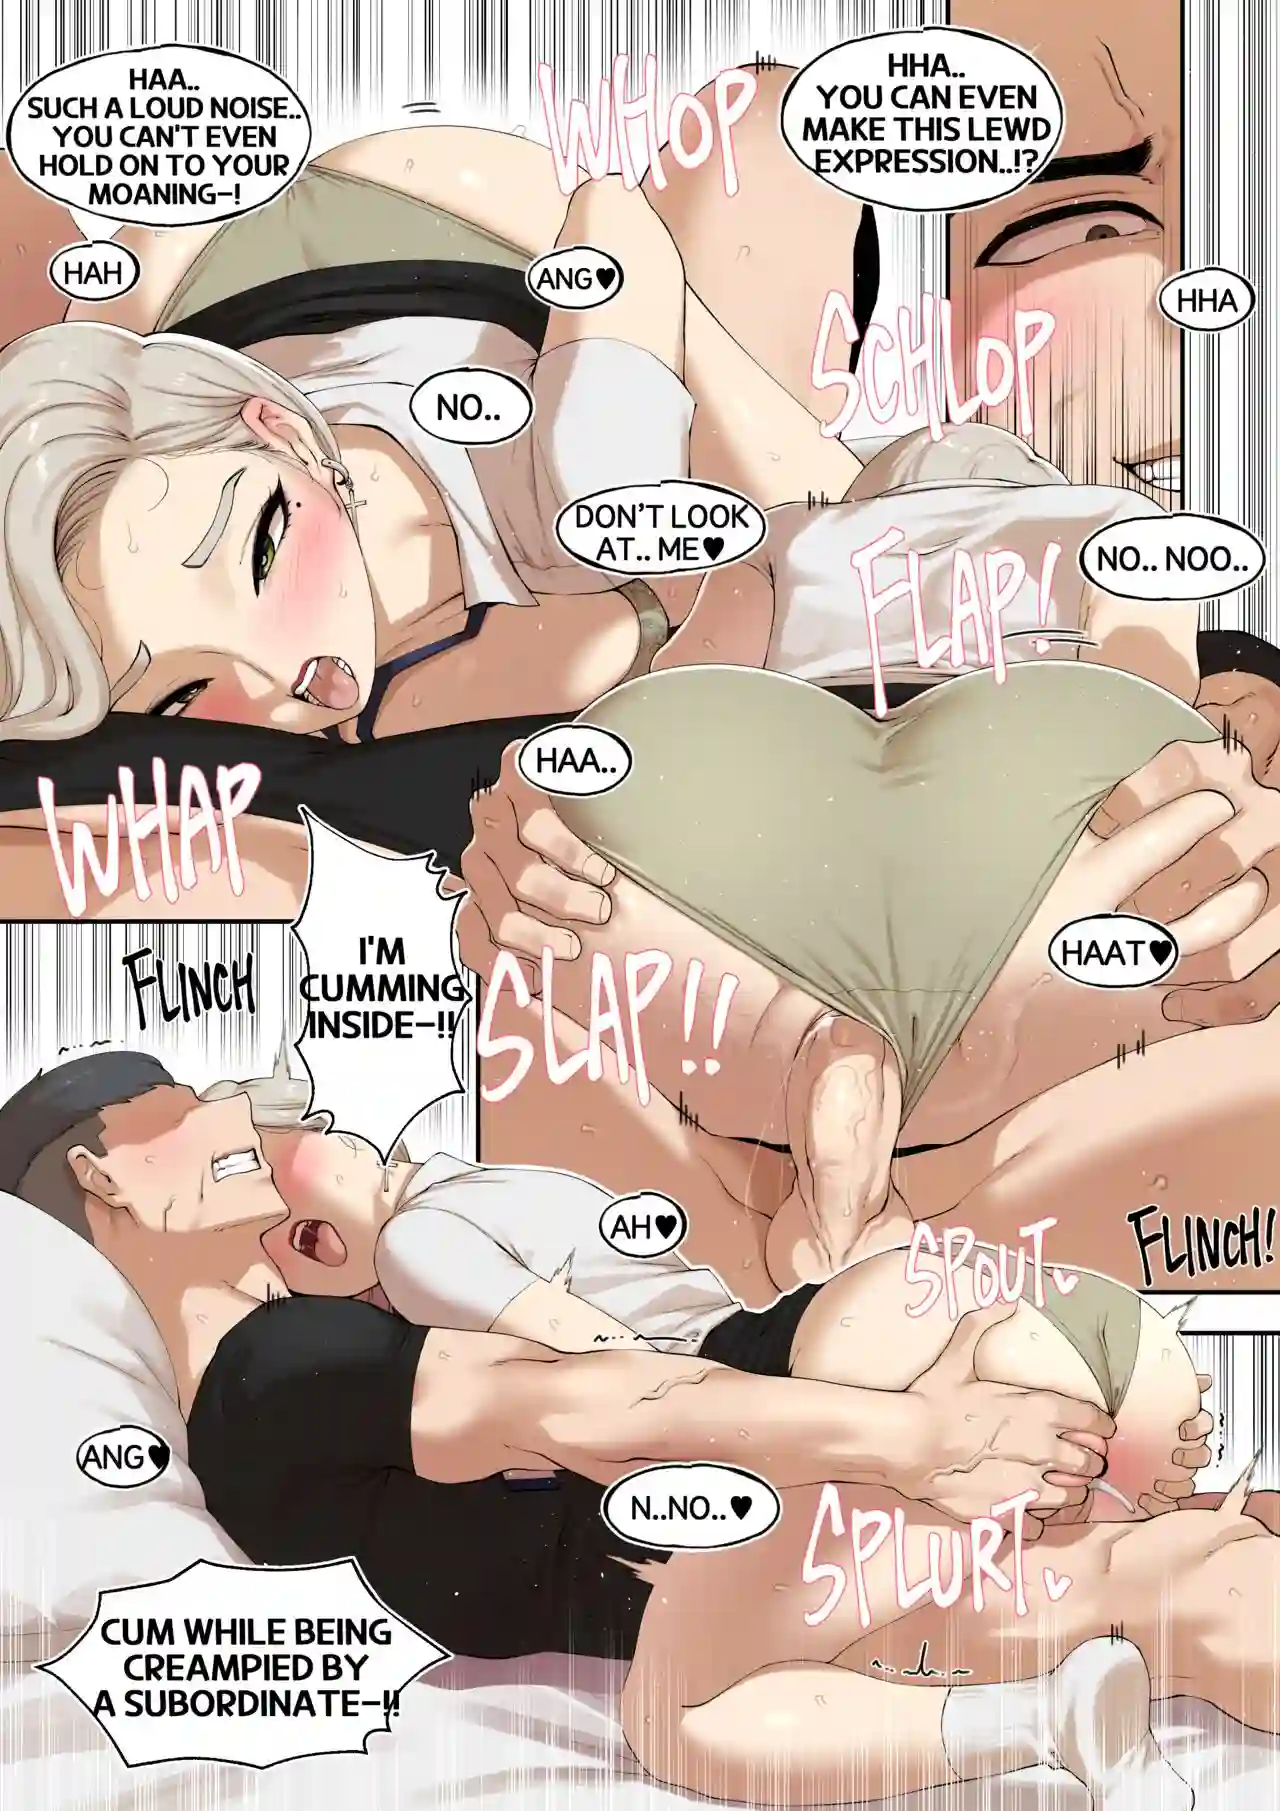 HAA..
SUCH A LOUD NOISE..
YOU CAN'T EVEN
HOLD ON TO YOUR
MOANING-!
WHOP
HHA..
YOU CAN EVEN
MAKE THIS LEWD
EXPRESSION..!?
HAH
ANG♥
HHA
SCHLOP
NO..
DON'T LOOK
AT.. ME♥
NO.. NOO..
FLAP!
HAA..
WHAP
HAAT♥
SLAP!!
FLINCH
I'M
CUMMING
INSIDE-!!
AH♥
SPOUT
FLINCH!
ANG♥
N..NO..♥
SPLURT
CUM WHILE BEING
CREAMPIED BY
A SUBORDINATE-!!